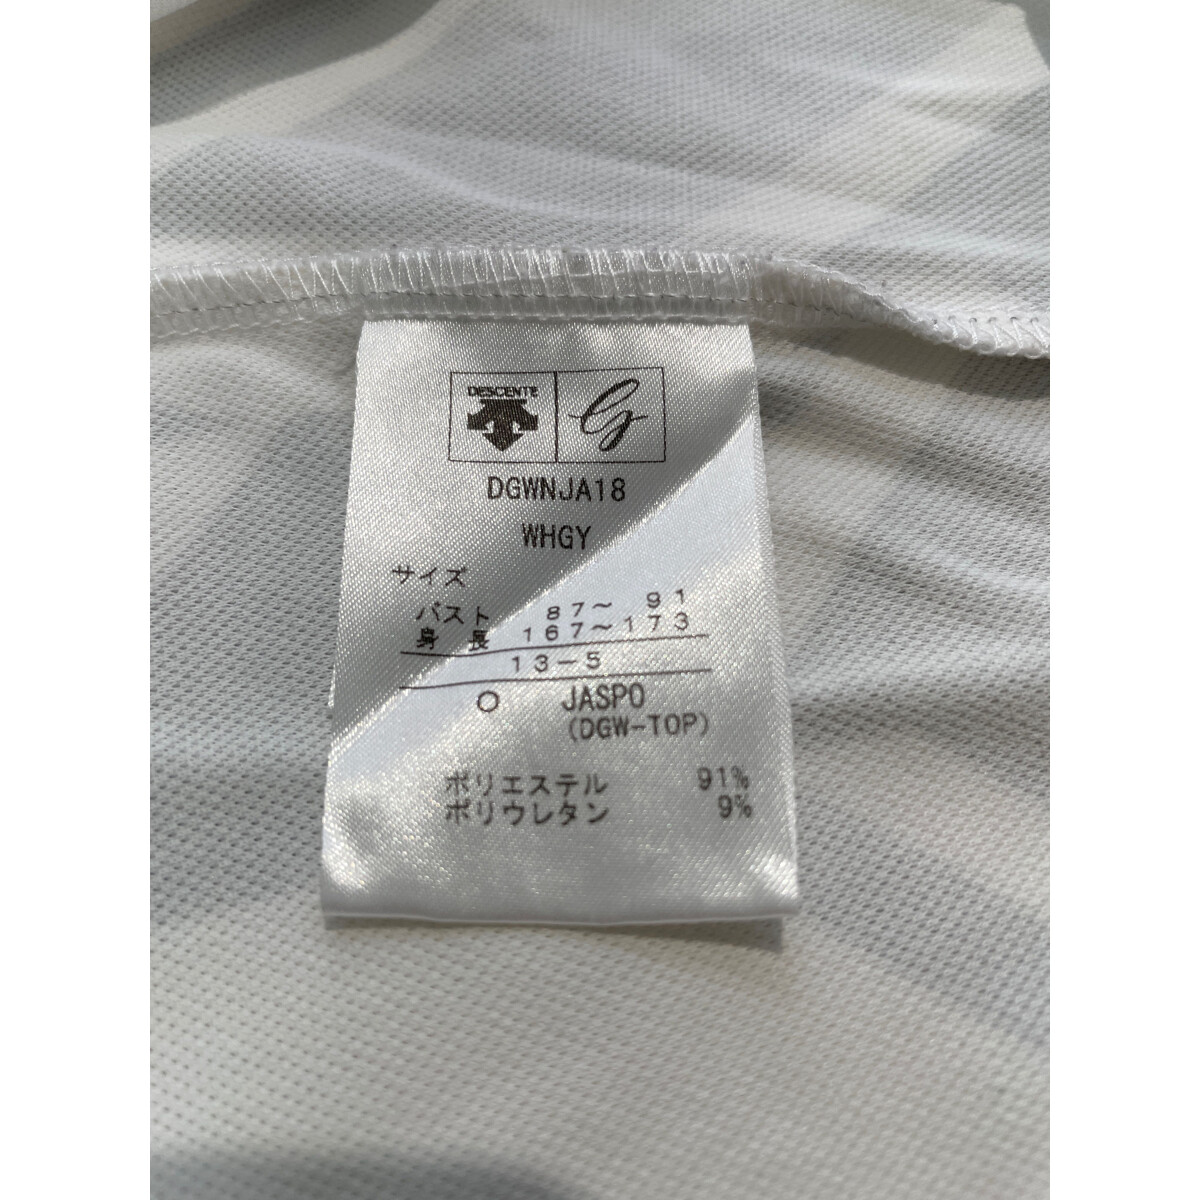 DESCENTE G
DGWNJA18
WHGY
サイズ
バスト 87～ 91
身長 167～173
13-5
○ JASPO
(DGW-TOP)
ポリエステル 91%
ポリウレタン 9%